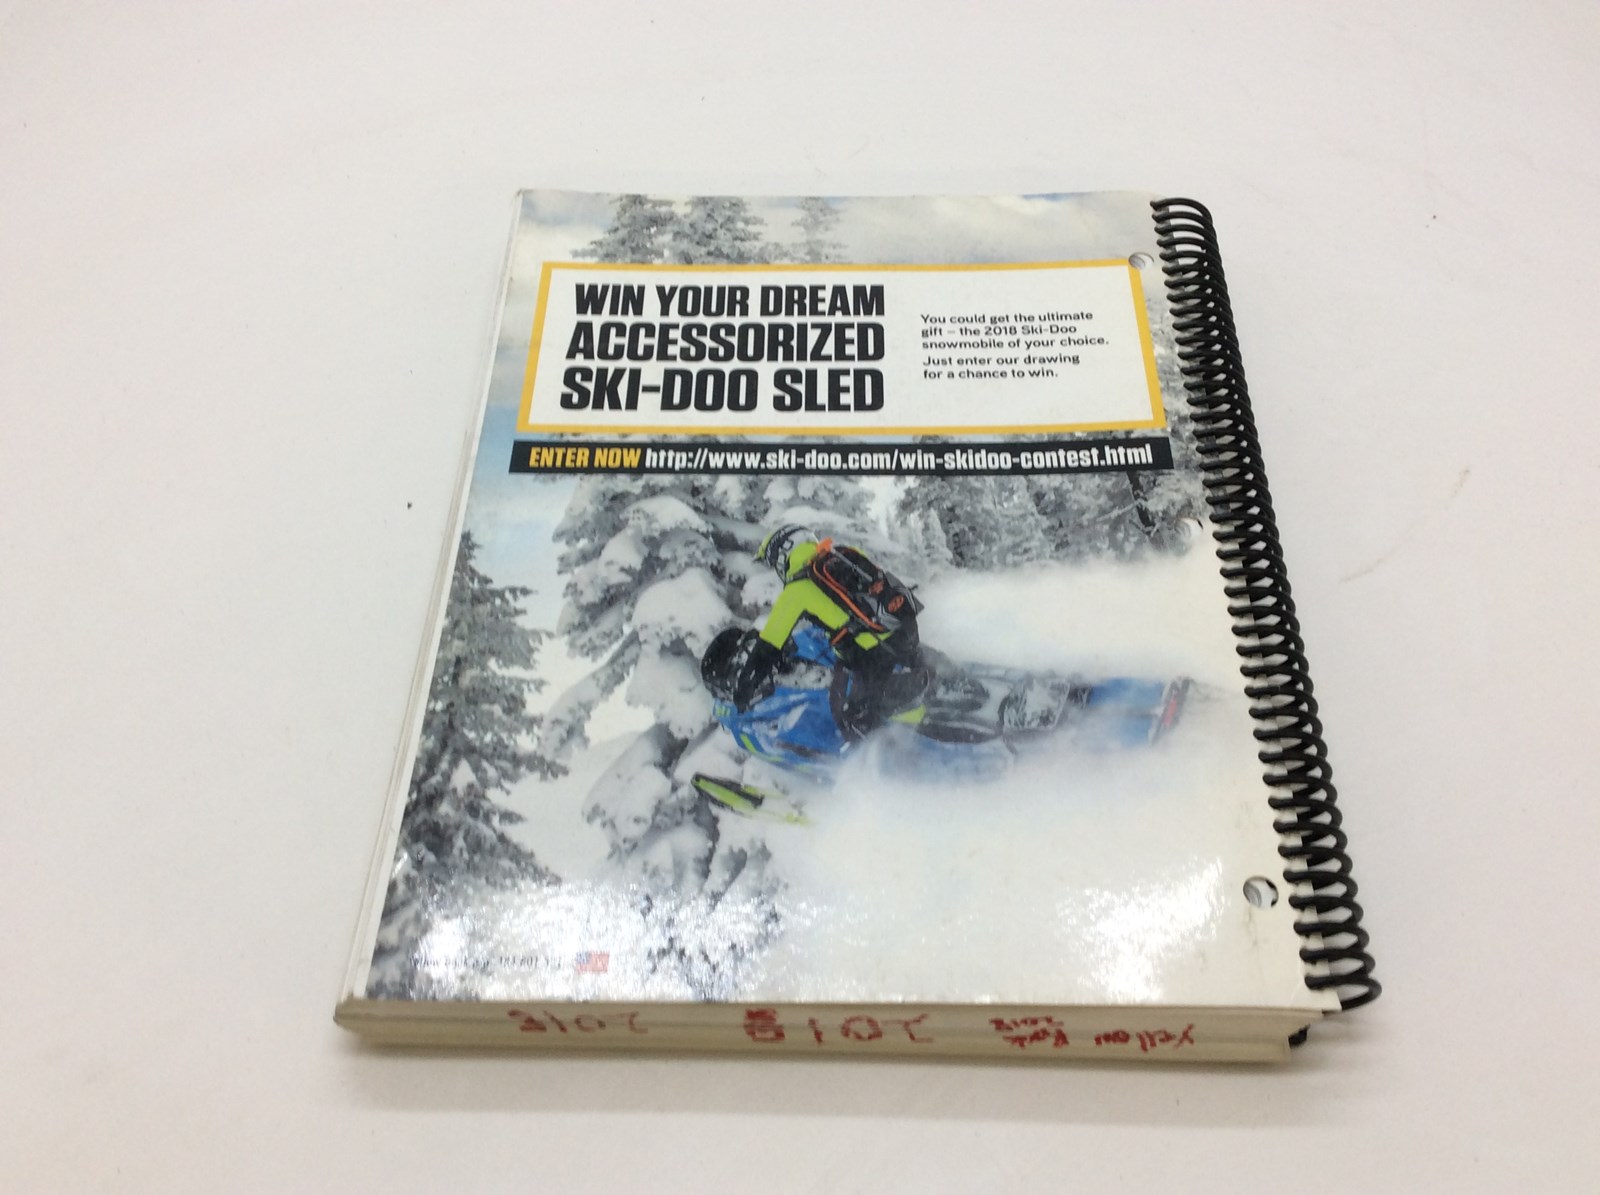 WIN YOUR DREAM
ACCESSORIZED
SKI-DOO SLED
You could get the ultimate
gift – the 2018 Ski-Doo
snowmobile of your choice.
Just enter our drawing
for a chance to win.
ENTER NOW http://www.ski-doo.com/win-skidoo-contest.html
2018
2018
Yellow Book
2018